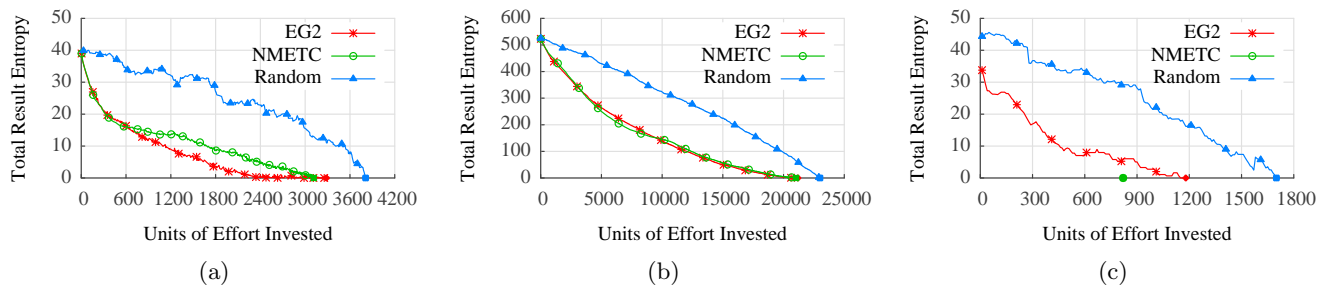 Total Result Entropy
50
40
30
20
10
0
0 600 1200 1800 2400 3000 3600 4200
Units of Effort Invested
EG2
NMETC
Random
(a)
Total Result Entropy
600
500
400
300
200
100
0
0 5000 10000 15000 20000 25000
Units of Effort Invested
EG2
NMETC
Random
(b)
Total Result Entropy
50
40
30
20
10
0
0 300 600 900 1200 1500 1800
Units of Effort Invested
EG2
NMETC
Random
(c)